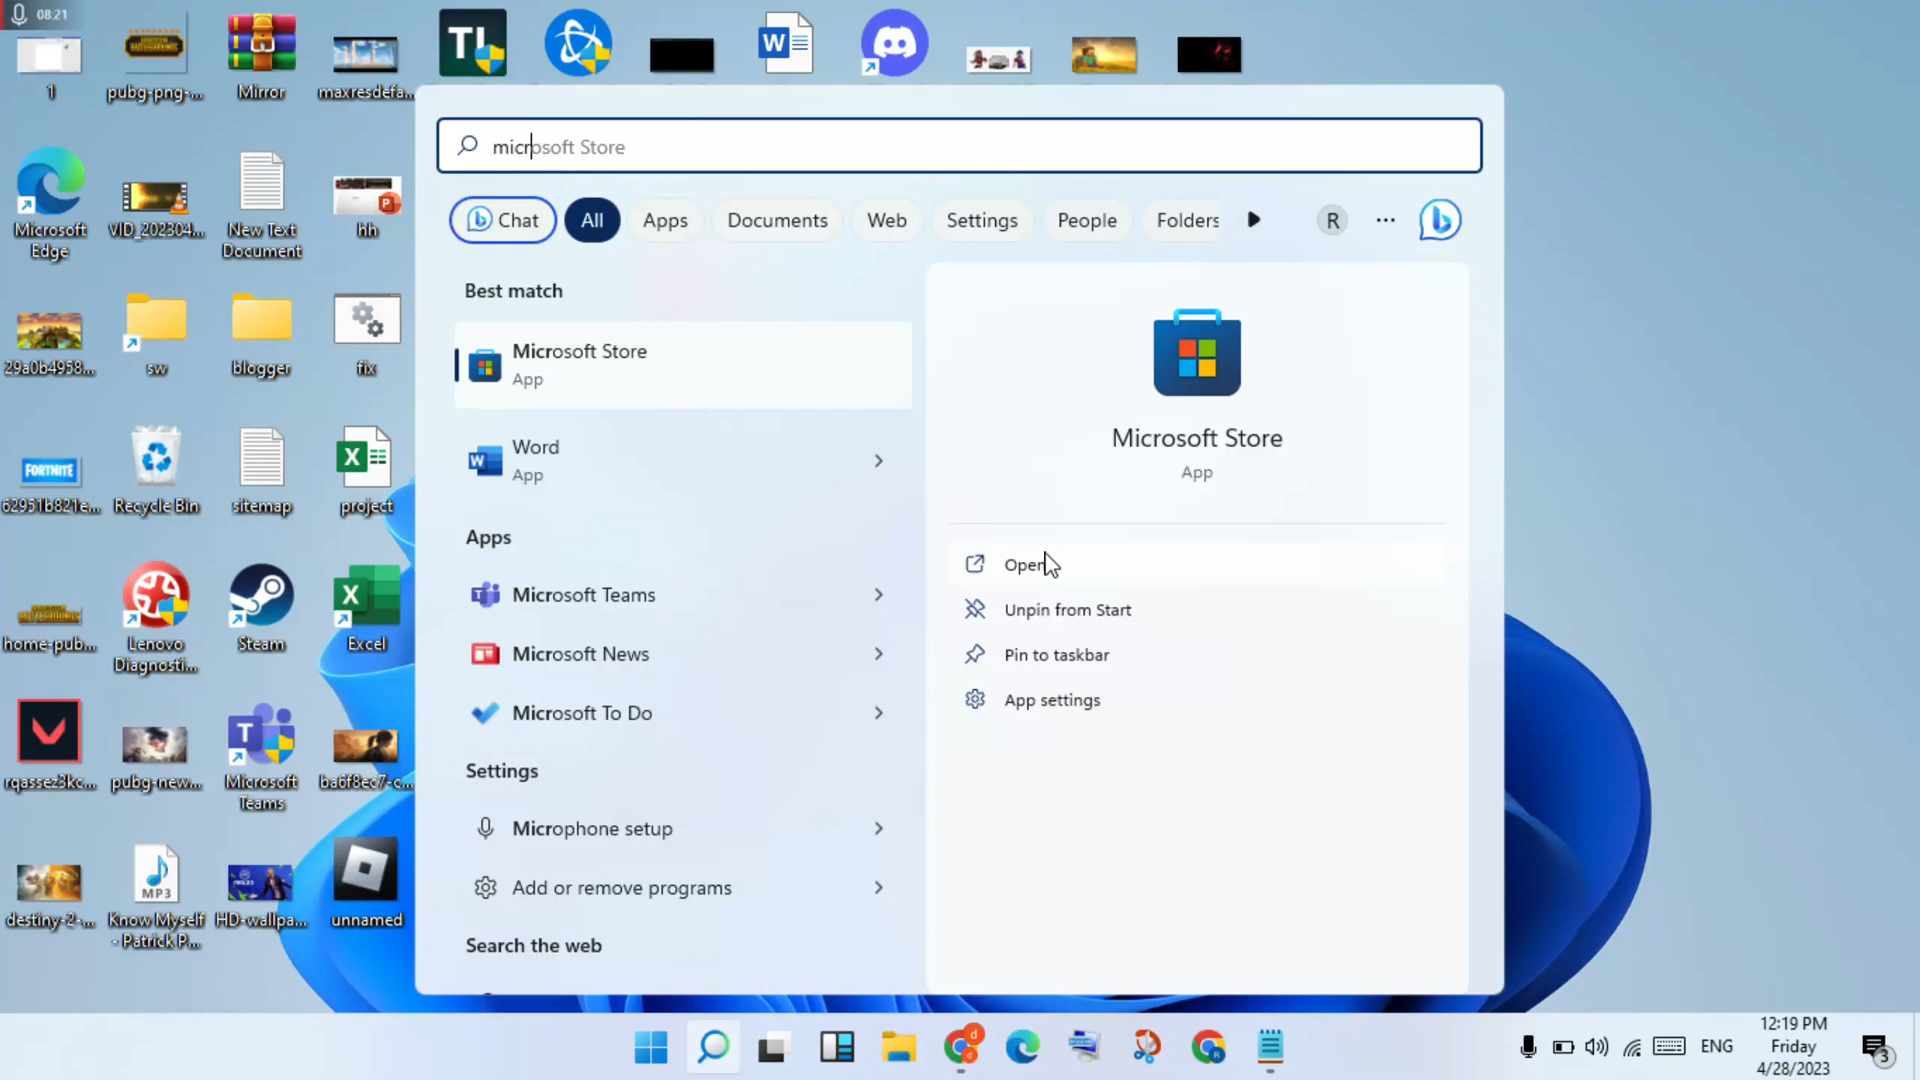 08:21
1
pubg-png-...
Mirror
maxresdefa...
Microsoft
Edge
VID_202304...
New Text
Document
hh
29a0b4958...
sw
blogger
fix
FORTNITE
62951b821e...
Recycle Bin
sitemap
project
home-pub...
Lenovo
Diagnosti...
Steam
Excel
rqassez3kc...
pubg-new...
Microsoft
Teams
ba6f8ec7-c...
MP3
destiny-2-...
Know Myself
- Patrick P...
HD-wallpa...
unnamed
microsoft Store
Chat
All
Apps
Documents
Web
Settings
People
Folders
R
Best match
Microsoft Store
App
Word
App
Apps
Microsoft Teams
Microsoft News
Microsoft To Do
Settings
Microphone setup
Add or remove programs
Search the web
Microsoft Store
App
Open
Unpin from Start
Pin to taskbar
App settings
ENG
12:19 PM
Friday
4/28/2023
3